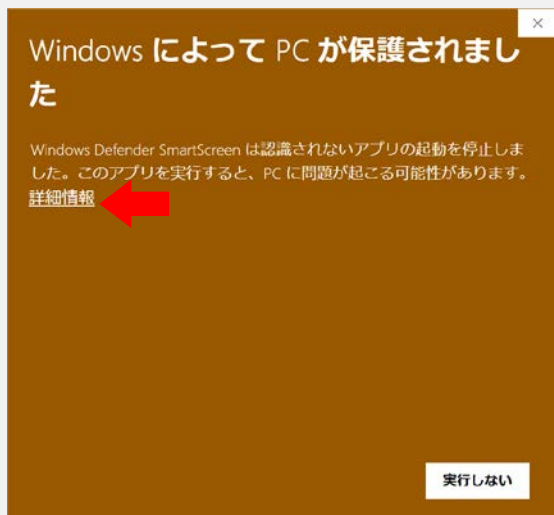 Windows によって PC が保護されまし
た
Windows Defender SmartScreen は認識されないアプリの起動を停止しま
した。このアプリを実行すると、PC に問題が起こる可能性があります。
詳細情報
実行しない